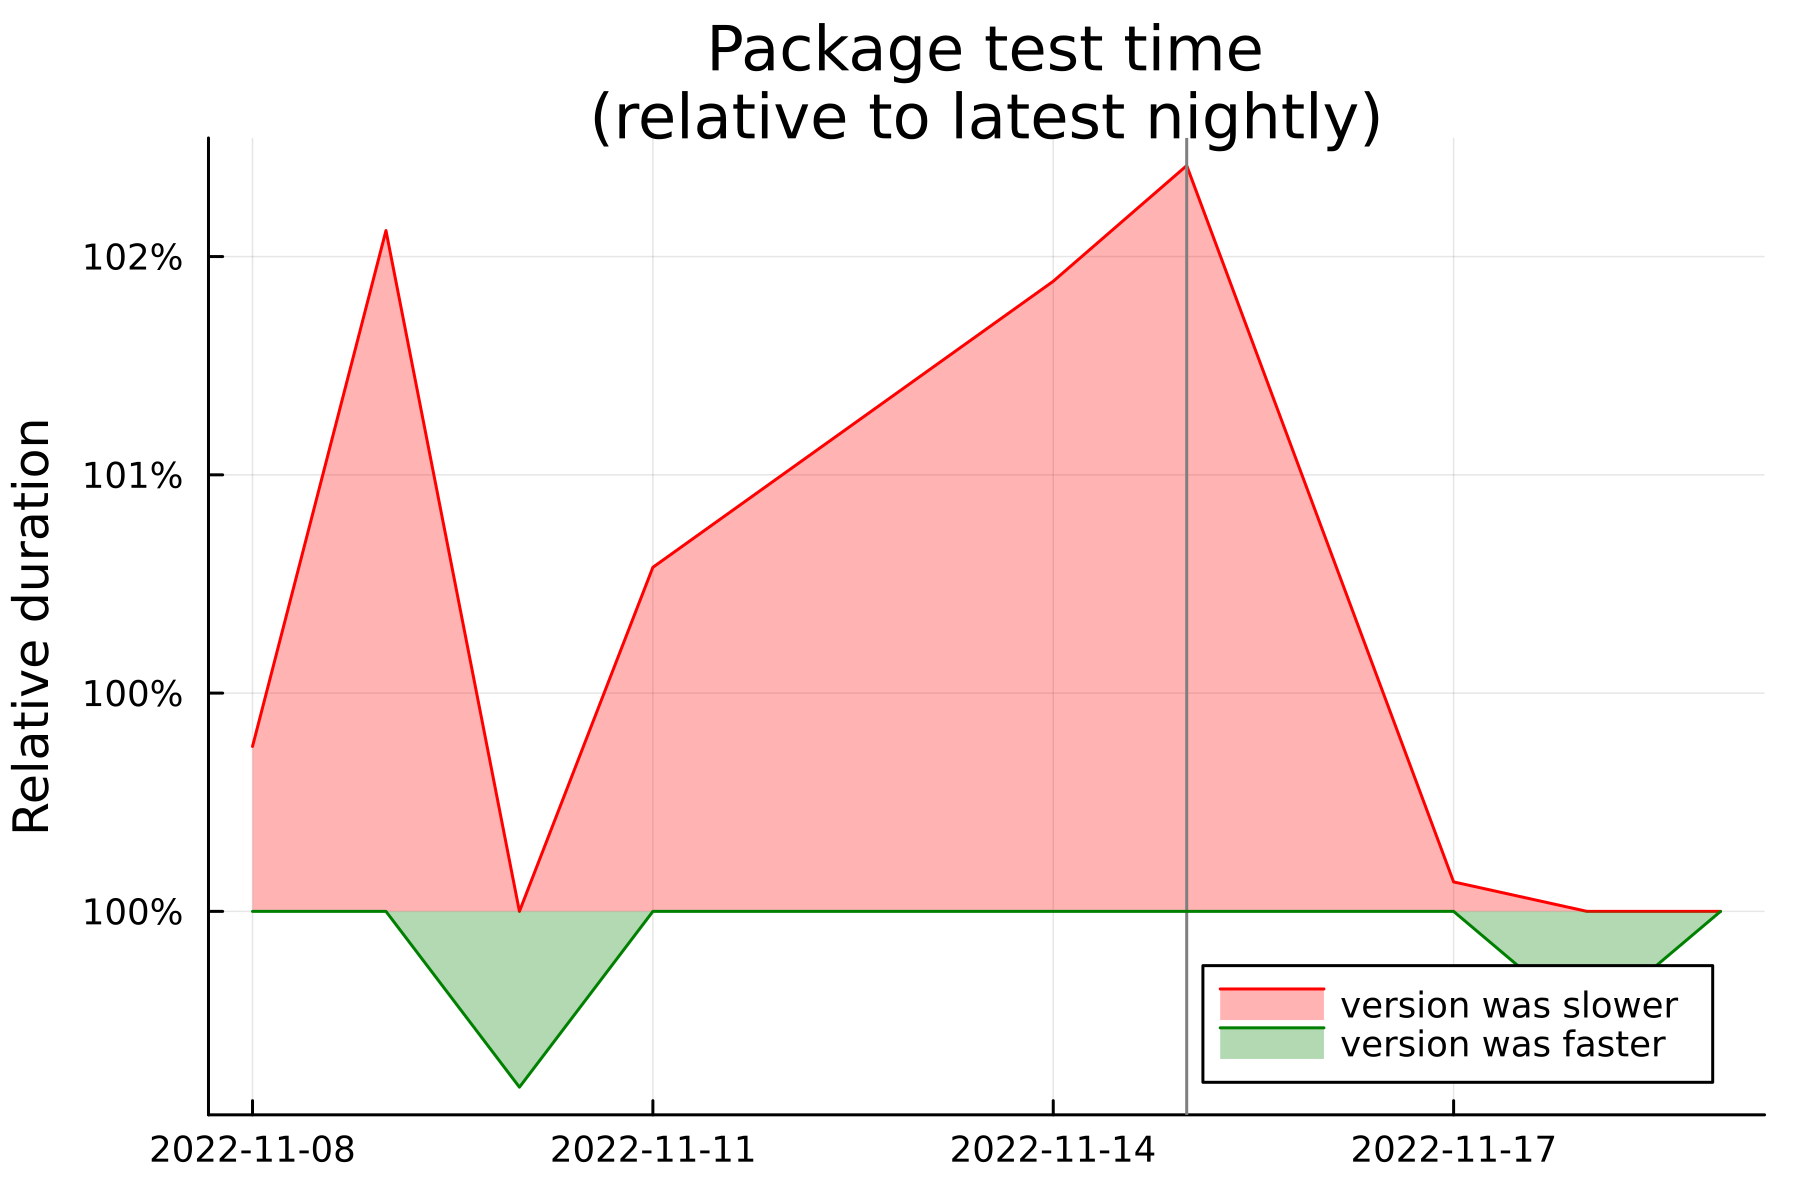 Package test time
(relative to latest nightly)
Relative duration
102%
101%
100%
100%
version was slower
version was faster
2022-11-08
2022-11-11
2022-11-14
2022-11-17